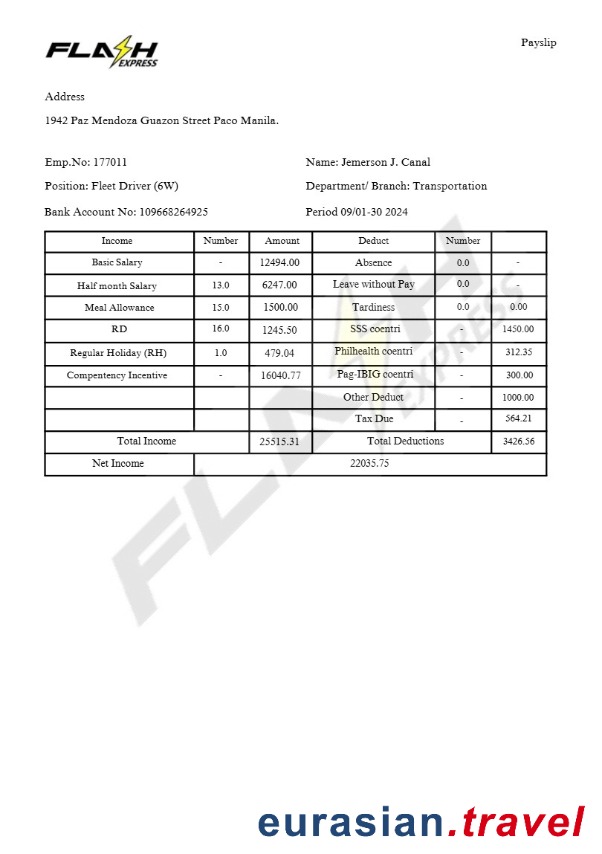 FLASH
EXPRESS
Payslip
Address
1942 Paz Mendoza Guazon Street Paco Manila.
Emp.No: 177011 Name: Jemerson J. Canal
Position: Fleet Driver (6W) Department/ Branch: Transportation
Bank Account No: 109668264925 Period 09/01-30 2024
Income Number Amount Deduct Number
Basic Salary - 12494.00 Absence 0.0 -
Half month Salary 13.0 6247.00 Leave without Pay 0.0 -
Meal Allowance 15.0 1500.00 Tardiness 0.0 0.00
RD 16.0 1245.50 SSS coentri - 1450.00
Regular Holiday (RH) 1.0 479.04 Philhealth coentri - 312.35
Compentency Incentive - 16040.77 Pag-IBIG coentri - 300.00
Other Deduct - 1000.00
Tax Due - 564.21
Total Income 25515.31 Total Deductions 3426.56
Net Income 22035.75
FLASH EXPRESS
eurasian.travel